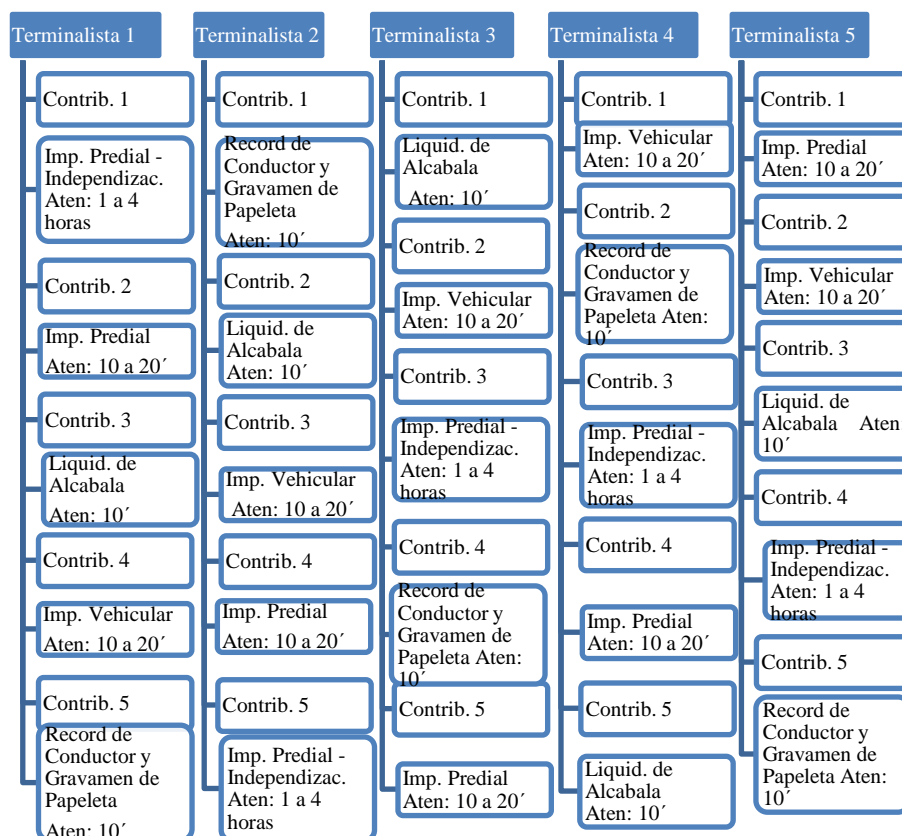 Terminalista 1
Contrib. 1
Imp. Predial -
Independizac.
Aten: 1 a 4
horas
Contrib. 2
Imp. Predial
Aten: 10 a 20´
Contrib. 3
Liquid. de
Alcabala
Aten: 10´
Contrib. 4
Imp. Vehicular
Aten: 10 a 20´
Contrib. 5
Record de
Conductor y
Gravamen de
Papeleta
Aten: 10´
Terminalista 2
Contrib. 1
Record de
Conductor y
Gravamen de
Papeleta
Aten: 10´
Contrib. 2
Liquid. de
Alcabala
Aten: 10´
Contrib. 3
Imp. Vehicular
Aten: 10 a 20´
Contrib. 4
Imp. Predial
Aten: 10 a 20´
Contrib. 5
Imp. Predial -
Independizac.
Aten: 1 a 4
horas
Terminalista 3
Contrib. 1
Liquid. de
Alcabala
Aten: 10´
Contrib. 2
Imp. Vehicular
Aten: 10 a 20´
Contrib. 3
Imp. Predial -
Independizac.
Aten: 1 a 4
horas
Contrib. 4
Record de
Conductor y
Gravamen de
Papeleta Aten:
10´
Contrib. 5
Imp. Predial
Aten: 10 a 20´
Terminalista 4
Contrib. 1
Imp. Vehicular
Aten: 10 a 20´
Contrib. 2
Record de
Conductor y
Gravamen de
Papeleta Aten:
10´
Contrib. 3
Imp. Predial -
Independizac.
Aten: 1 a 4
horas
Contrib. 4
Imp. Predial
Aten: 10 a 20´
Contrib. 5
Liquid. de
Alcabala
Aten: 10´
Terminalista 5
Contrib. 1
Imp. Predial
Aten: 10 a 20´
Contrib. 2
Imp. Vehicular
Aten: 10 a 20´
Contrib. 3
Liquid. de
Alcabala Aten
10´
Contrib. 4
Imp. Predial -
Independizac.
Aten: 1 a 4
horas
Contrib. 5
Record de
Conductor y
Gravamen de
Papeleta Aten:
10´